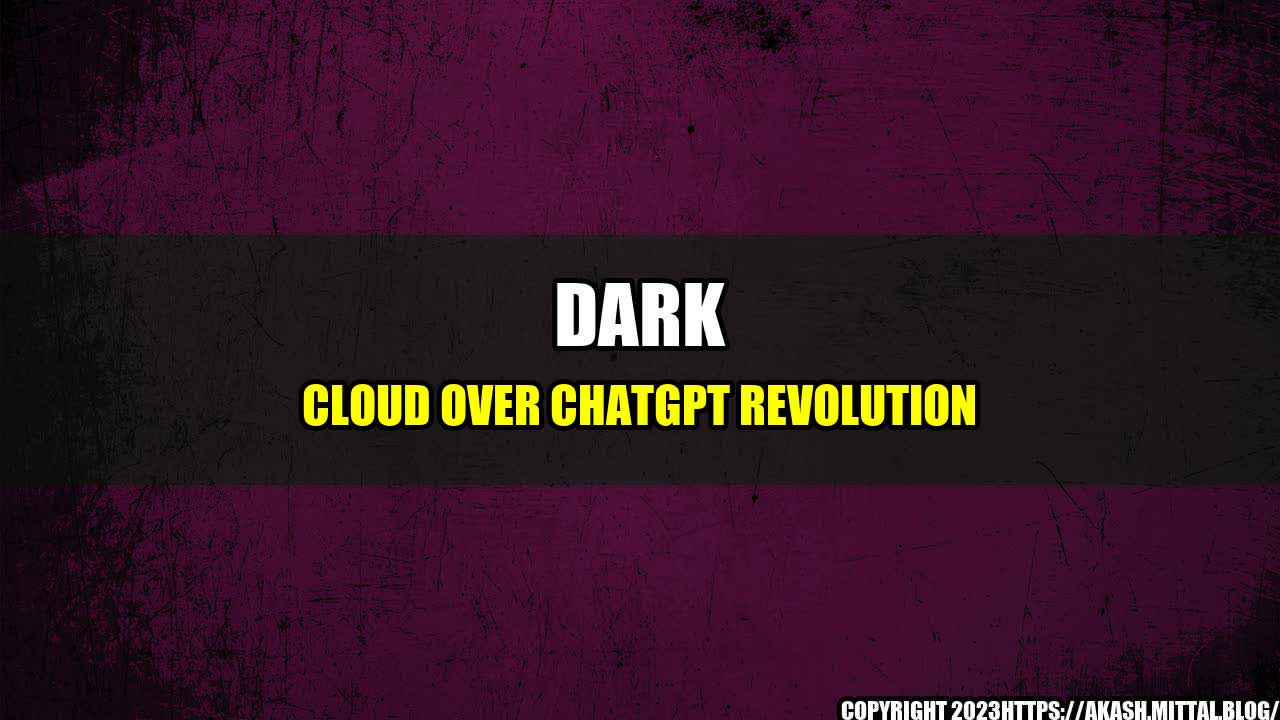 DARK
CLOUD OVER CHATGPT REVOLUTION
COPYRIGHT 2023HTTPS://AKASH.MITTAL.BLOG/